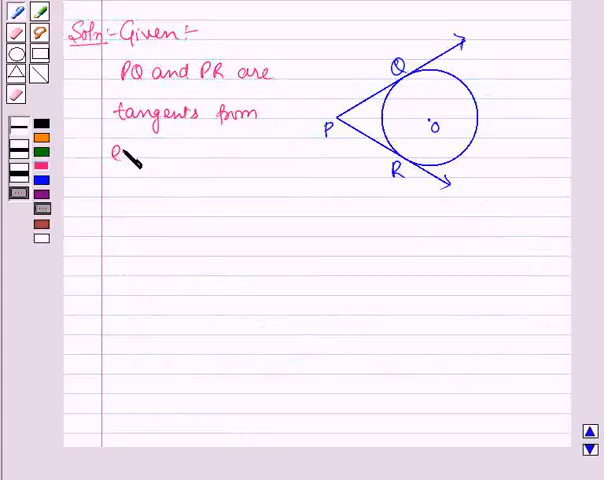 Soln:- Given:-
PQ and PR are
tangents from
e
Q
P
O
R